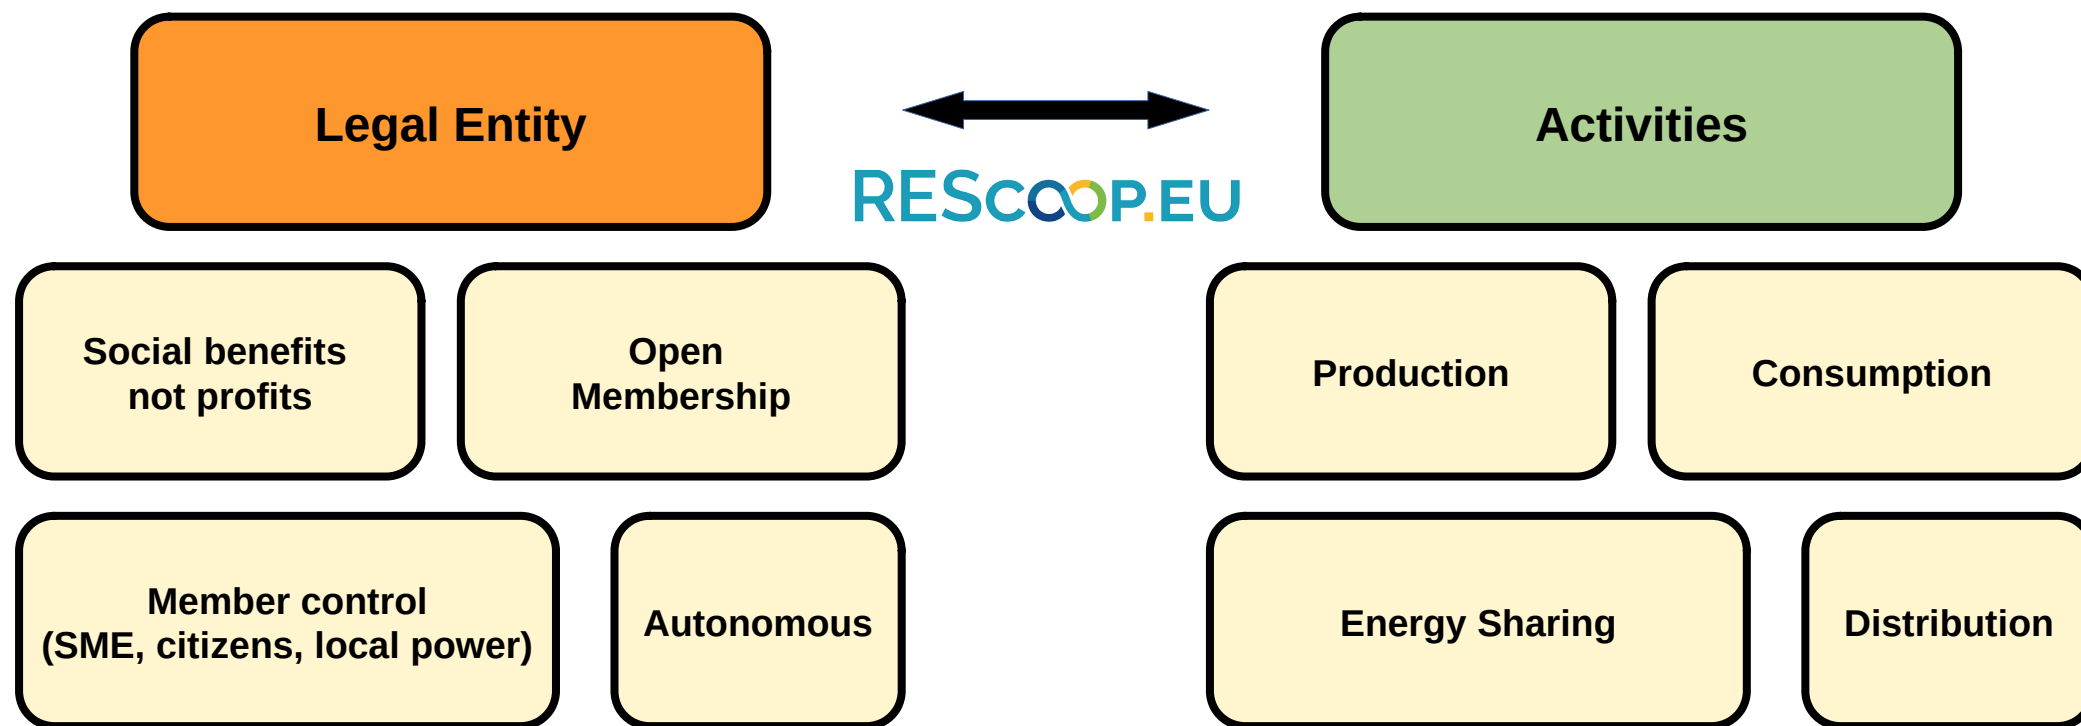 Legal Entity
Activities
REScoop.EU
Social benefits
not profits
Open
Membership
Production
Consumption
Member control
(SME, citizens, local power)
Autonomous
Energy Sharing
Distribution